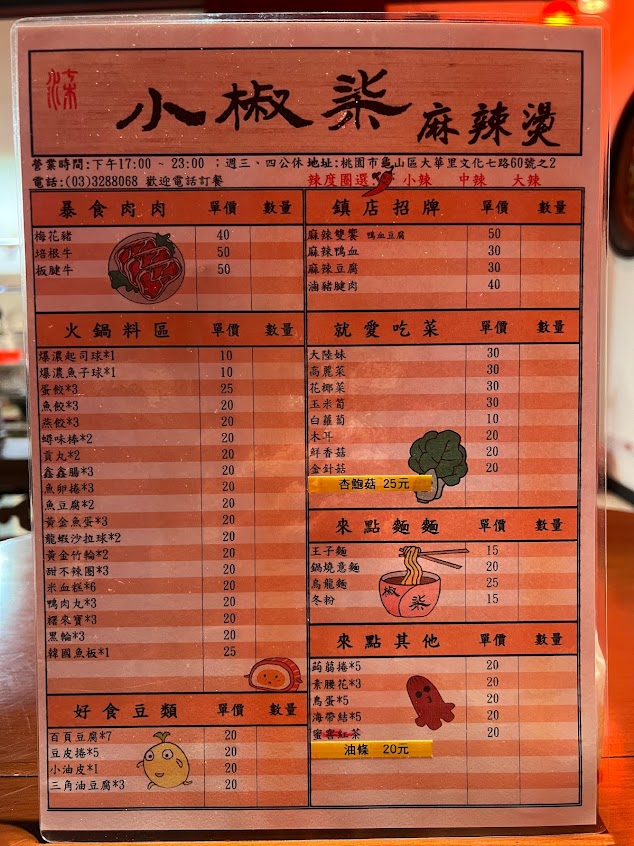 小椒柒 麻辣燙
營業時間:下午17:00 ~ 23:00 ；週三、四公休 地址:桃園市龜山區大華里文化七路60號之2
電話:(03)3288068 歡迎電話訂餐
辣度圈選: 小辣 中辣 大辣
暴食肉肉 單價 數量
梅花豬 40
培根牛 50
板腱牛 50
火鍋料區 單價 數量
爆濃起司球*1 10
爆濃魚子球*1 10
蛋餃*3 25
魚餃*3 20
燕餃*3 20
蟳味棒*2 20
貢丸*2 20
鑫鑫腸*3 20
魚卵捲*3 20
魚豆腐*2 20
黃金魚蛋*3 20
龍蝦沙拉球*2 20
黃金竹輪*2 20
甜不辣圈*3 20
米血糕*6 20
鴨肉丸*3 20
糯來寶*3 20
黑輪*3 20
韓國魚板*1 25
好食豆類 單價 數量
百頁豆腐*7 20
豆皮捲*5 20
小油皮*1 20
三角油豆腐*3 20
鎮店招牌 單價 數量
麻辣雙饗 鴨血豆腐 50
麻辣鴨血 30
麻辣豆腐 30
滷豬腱肉 40
就愛吃菜 單價 數量
大陸妹 30
高麗菜 30
花椰菜 30
玉米筍 30
白蘿蔔 10
木耳 20
鮮香菇 20
金針菇 20
杏鮑菇 25元
來點麵麵 單價 數量
王子麵 15
鍋燒意麵 20
烏龍麵 25
冬粉 15
椒 柒
來點其他 單價 數量
蒟蒻捲*5 20
素腰花*3 20
鳥蛋*5 20
海帶結*5 20
蜜窨紅茶 20
油條 20元